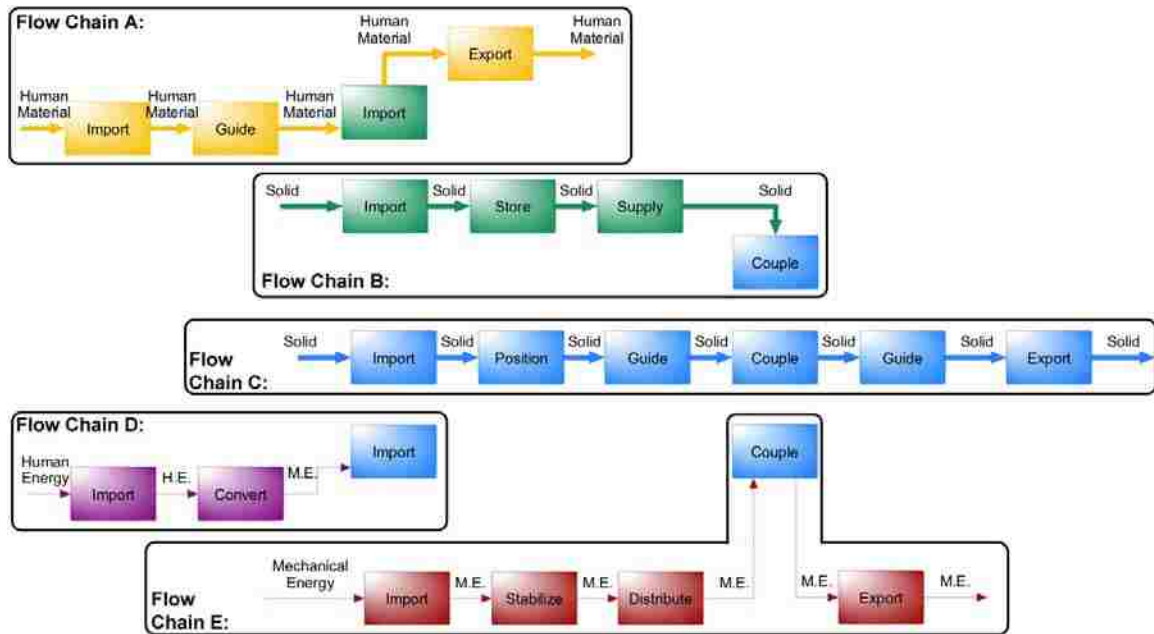 Flow Chain A:
Human
Material
Human
Material
Export
Human
Material
Human
Material
Human
Material
Import
Import
Guide
Import
Solid
Solid
Solid
Solid
Import
Store
Supply
Couple
Flow Chain B:
Solid
Solid
Solid
Solid
Solid
Solid
Solid
Flow
Chain C:
Import
Position
Guide
Couple
Guide
Export
Flow Chain D:
Import
Human
Energy
H.E.
M.E.
Import
Convert
Couple
Mechanical
Energy
M.E.
M.E.
M.E.
M.E.
M.E.
Flow
Chain E:
Import
Stabilize
Distribute
Export